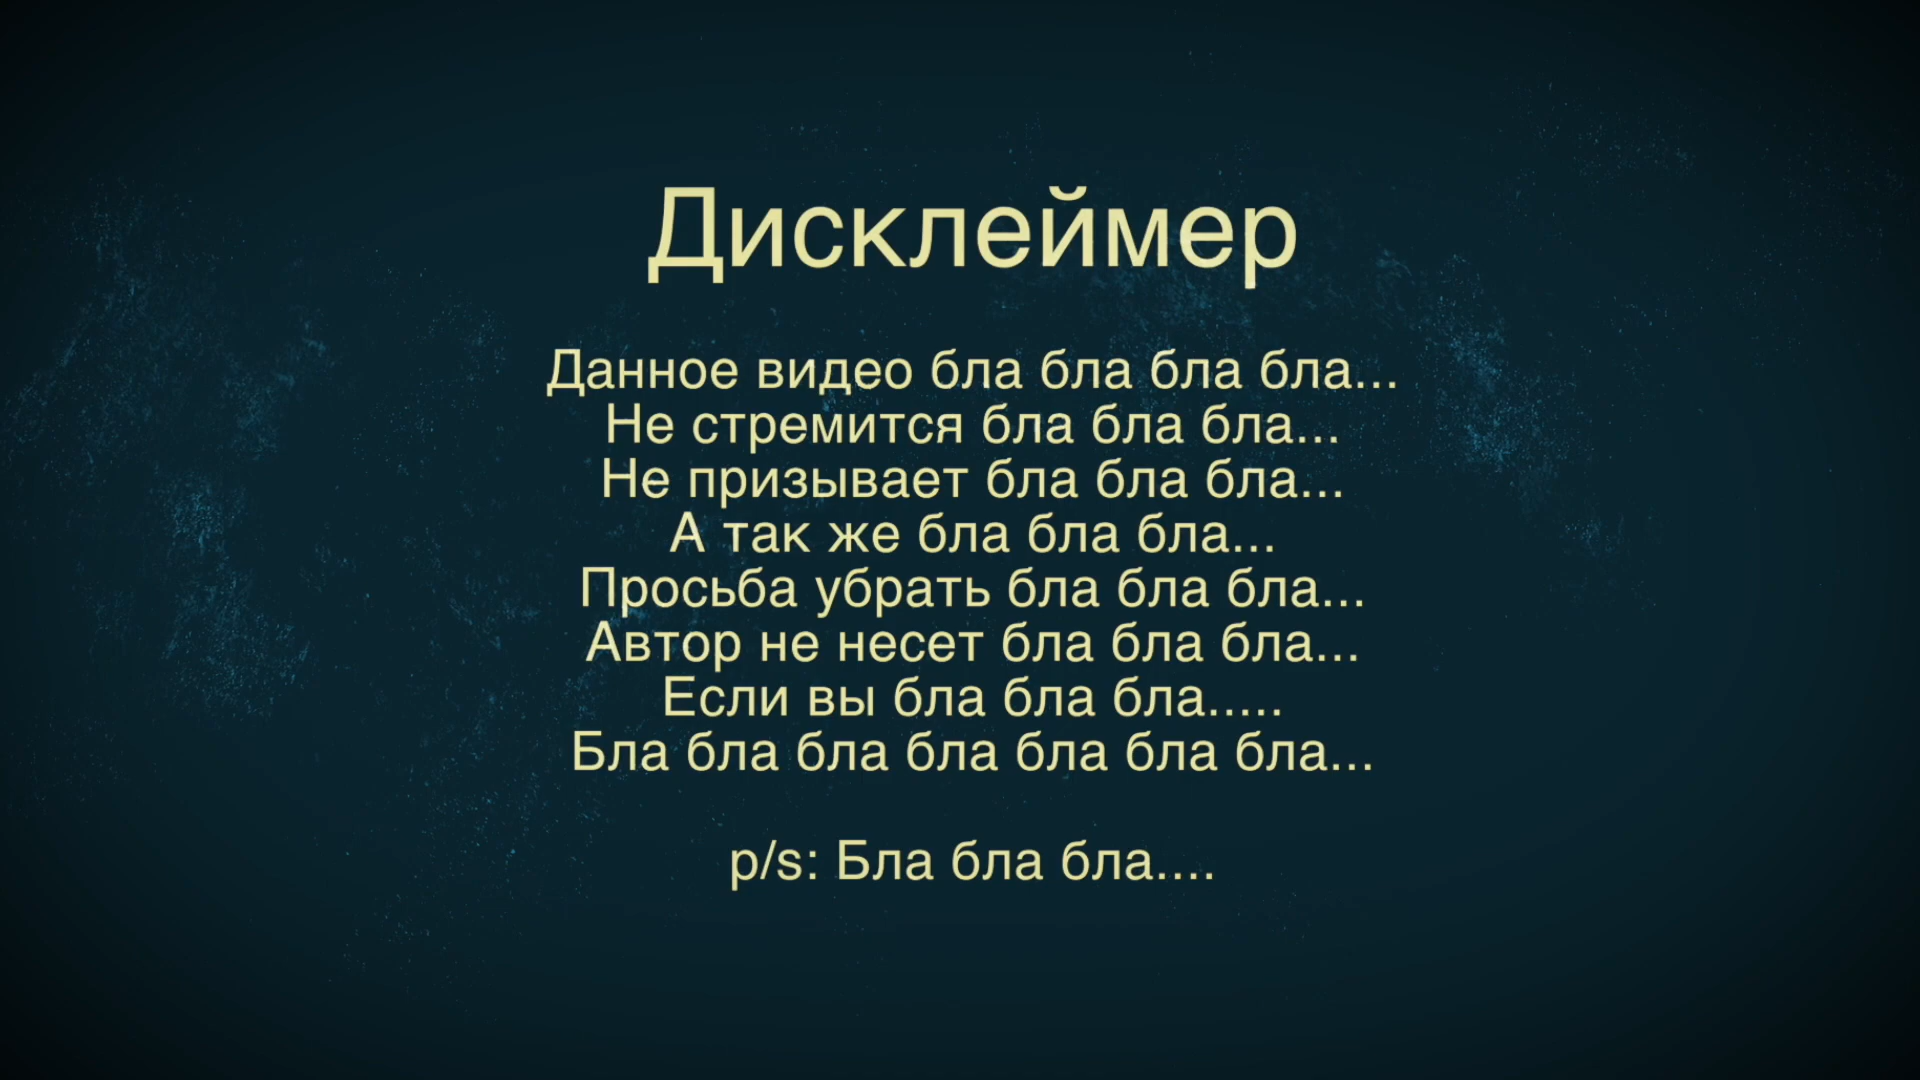 Дисклеймер
Данное видео бла бла бла бла...
Не стремится бла бла бла...
Не призывает бла бла бла...
А так же бла бла бла...
Просьба убрать бла бла бла...
Автор не несет бла бла бла...
Если вы бла бла бла.....
Бла бла бла бла бла бла бла...
p/s: Бла бла бла....